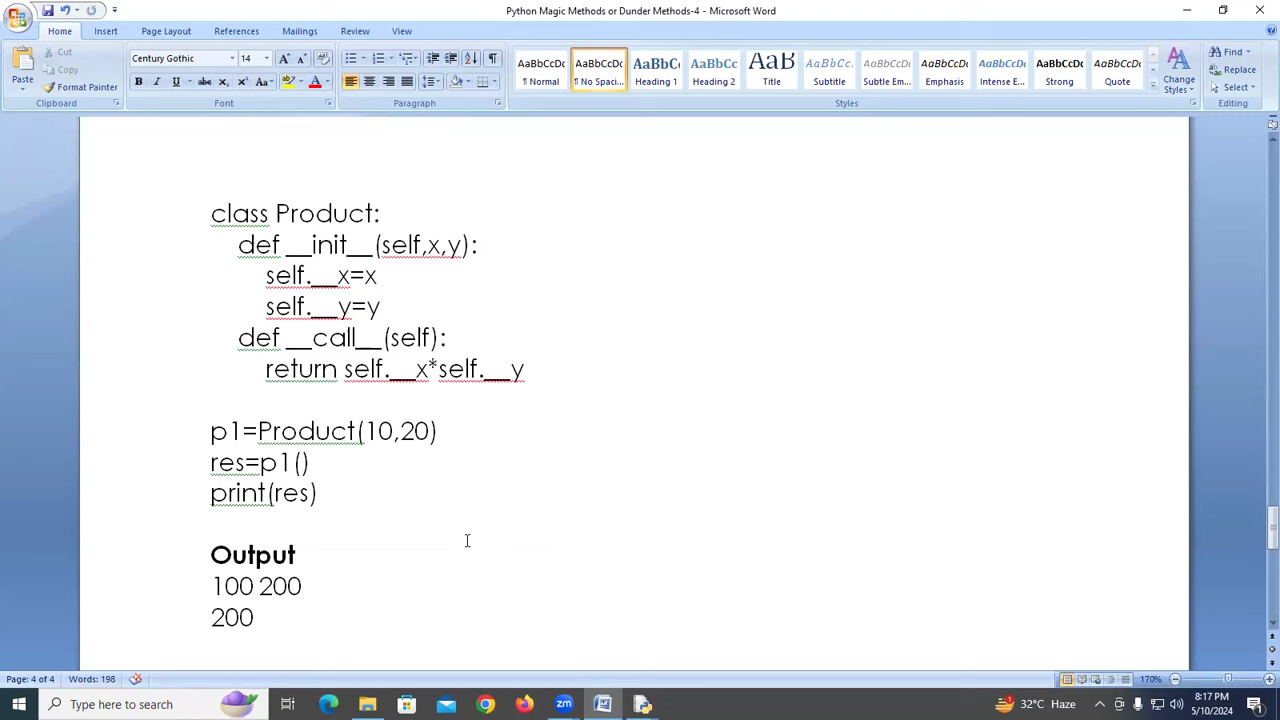 Python Magic Methods or Dunder Methods-4 - Microsoft Word
Home Insert Page Layout References Mailings Review View
Paste
Cut
Copy
Format Painter
Clipboard
Century Gothic 14
Font
Paragraph
AaBbCcDc AaBbCcDc AaBbCc AaBbCc AaB AaBbCc. AaBbCcDc AaBbCcDc AaBbCcDc AaBbCcDc AaBbCcDc
¶ Normal ¶ No Spaci... Heading 1 Heading 2 Title Subtitle Subtle Em... Emphasis Intense E... Strong Quote
Styles
Change Styles
Find
Replace
Select
Editing
class Product:
def __init__(self,x,y):
self.__x=x
self.__y=y
def __call__(self):
return self.__x*self.__y
p1=Product(10,20)
res=p1()
print(res)
Output
100 200
200
Page: 4 of 4 Words: 198 170%
Type here to search
zm
32°C Haze
8:17 PM
5/10/2024